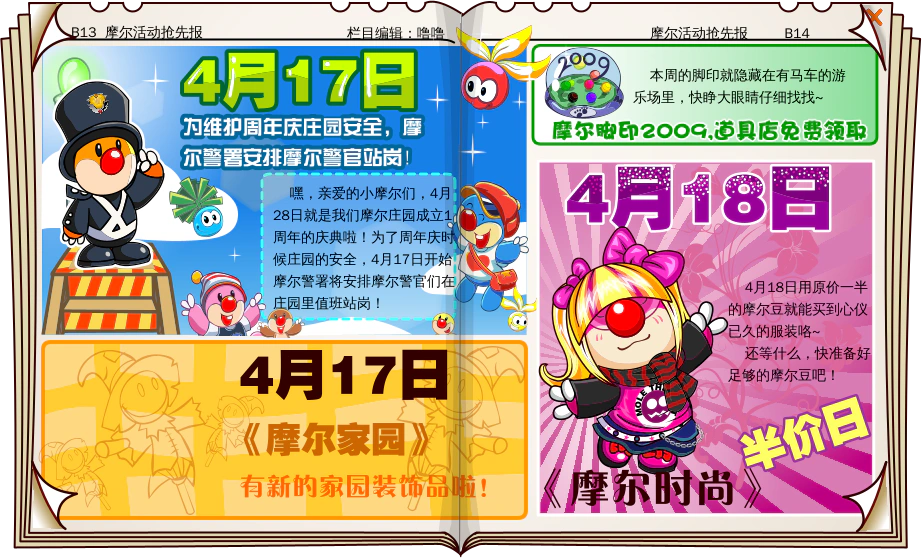 B13 摩尔活动抢先报
栏目编辑：噜噜
4月17日
为维护周年庆庄园安全，摩
尔警署安排摩尔警官站岗！
嘿，亲爱的小摩尔们，4月
28日就是我们摩尔庄园成立1
周年的庆典啦！为了周年庆时
候庄园的安全，4月17日开始
摩尔警署将安排摩尔警官们在
庄园里值班站岗！
4月17日
《摩尔家园》
有新的家园装饰品啦！
摩尔活动抢先报 B14
2009
本周的脚印就隐藏在有马车的游
乐场里，快睁大眼睛仔细找找~
摩尔脚印2009,道具店免费领取
4月18日
4月18日用原价一半
的摩尔豆就能买到心仪
已久的服装咯~
还等什么，快准备好
足够的摩尔豆吧！
MOLE THI
半价日
《摩尔时尚》